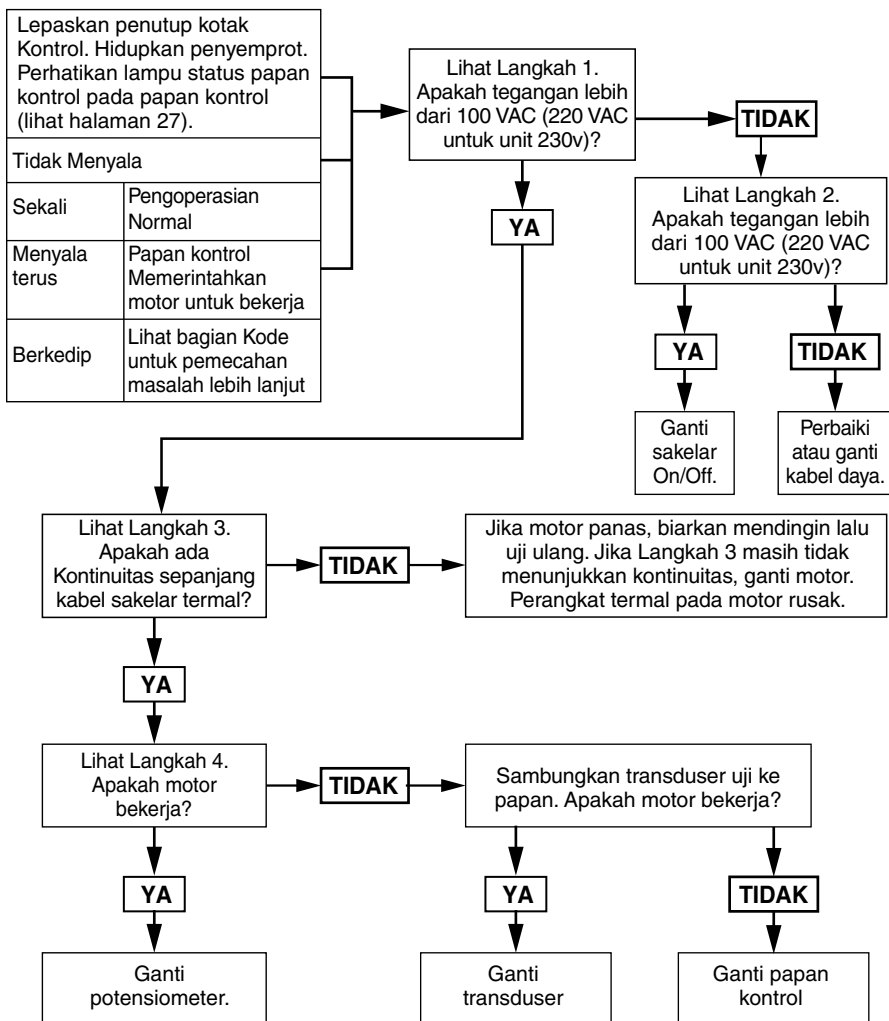 Lepaskan penutup kotak
Kontrol. Hidupkan penyemprot.
Perhatikan lampu status papan
kontrol pada papan kontrol
(lihat halaman 27).
Tidak Menyala
Sekali
Pengoperasian
Normal
Menyala
terus
Papan kontrol
Memerintahkan
motor untuk bekerja
Berkedip
Lihat bagian Kode
untuk pemecahan
masalah lebih lanjut
Lihat Langkah 1.
Apakah tegangan lebih
dari 100 VAC (220 VAC
untuk unit 230v)?
TIDAK
YA
Lihat Langkah 2.
Apakah tegangan lebih
dari 100 VAC (220 VAC
untuk unit 230v)?
YA
TIDAK
Ganti
sakelar
On/Off.
Perbaiki
atau ganti
kabel daya.
Lihat Langkah 3.
Apakah ada
Kontinuitas sepanjang
kabel sakelar termal?
TIDAK
Jika motor panas, biarkan mendingin lalu
uji ulang. Jika Langkah 3 masih tidak
menunjukkan kontinuitas, ganti motor.
Perangkat termal pada motor rusak.
YA
Lihat Langkah 4.
Apakah motor
bekerja?
TIDAK
Sambungkan transduser uji ke
papan. Apakah motor bekerja?
YA
YA
TIDAK
Ganti
potensiometer.
Ganti
transduser
Ganti papan
kontrol